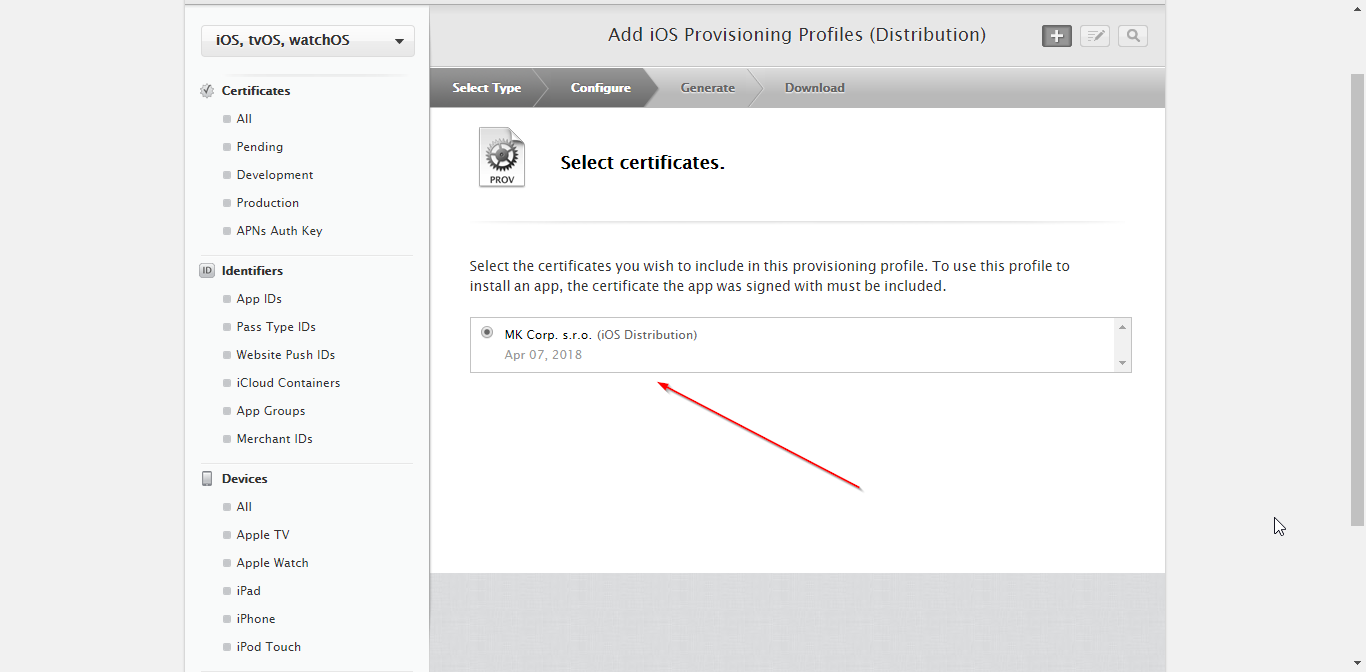 iOS, tvOS, watchOS
Certificates
All
Pending
Development
Production
APNs Auth Key
ID Identifiers
App IDs
Pass Type IDs
Website Push IDs
iCloud Containers
App Groups
Merchant IDs
Devices
All
Apple TV
Apple Watch
iPad
iPhone
iPod Touch
Add iOS Provisioning Profiles (Distribution)
Select Type Configure Generate Download
PROV
Select certificates.
Select the certificates you wish to include in this provisioning profile. To use this profile to
install an app, the certificate the app was signed with must be included.
MK Corp. s.r.o. (iOS Distribution)
Apr 07, 2018